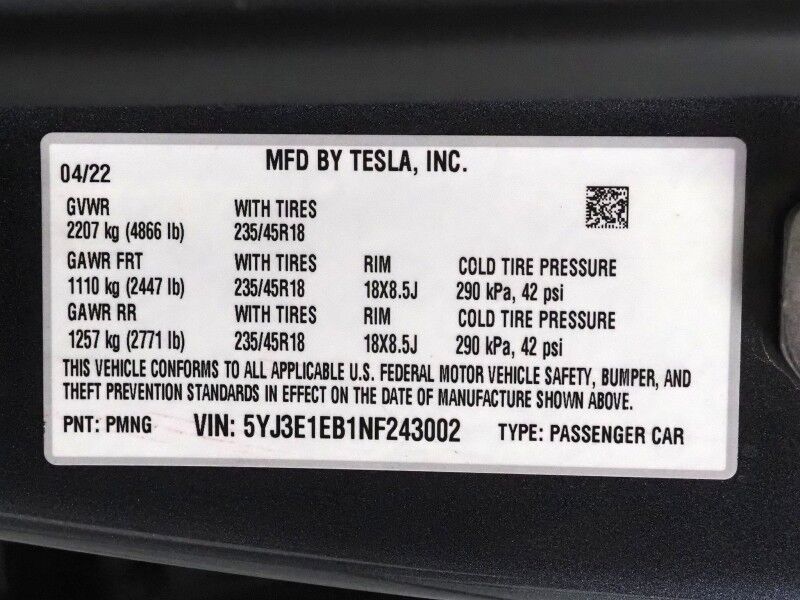 MFD BY TESLA, INC.
04/22
GVWR WITH TIRES
2207 kg (4866 lb) 235/45R18
GAWR FRT WITH TIRES RIM COLD TIRE PRESSURE
1110 kg (2447 lb) 235/45R18 18X8.5J 290 kPa, 42 psi
GAWR RR WITH TIRES RIM COLD TIRE PRESSURE
1257 kg (2771 lb) 235/45R18 18X8.5J 290 kPa, 42 psi
THIS VEHICLE CONFORMS TO ALL APPLICABLE U.S. FEDERAL MOTOR VEHICLE SAFETY, BUMPER, AND
THEFT PREVENTION STANDARDS IN EFFECT ON THE DATE OF MANUFACTURE SHOWN ABOVE.
PNT: PMNG VIN: 5YJ3E1EB1NF243002 TYPE: PASSENGER CAR